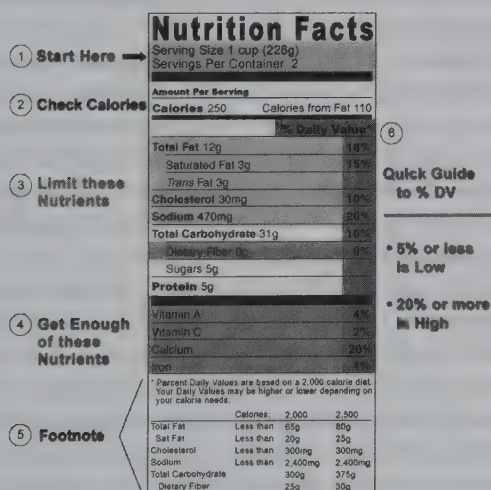 Nutrition Facts
Serving Size 1 cup (228g)
Servings Per Container 2
① Start Here
Amount Per Serving
② Check Calories
Calories 250 Calories from Fat 110
% Daily Value*
⑥
Quick Guide
to % DV
• 5% or less
is Low
• 20% or more
is High
Total Fat 12g 18%
Saturated Fat 3g 15%
Trans Fat 3g
③ Limit these
Nutrients
Cholesterol 30mg 10%
Sodium 470mg 20%
Total Carbohydrate 31g 10%
Dietary Fiber 0g 0%
Sugars 5g
Protein 5g
④ Get Enough
of these
Nutrients
Vitamin A 4%
Vitamin C 2%
Calcium 20%
Iron 4%
⑤ Footnote
* Percent Daily Values are based on a 2,000 calorie diet.
Your Daily Values may be higher or lower depending on
your calorie needs.
Calories: 2,000 2,500
Total Fat Less than 65g 80g
Sat Fat Less than 20g 25g
Cholesterol Less than 300mg 300mg
Sodium Less than 2,400mg 2,400mg
Total Carbohydrate 300g 375g
Dietary Fiber 25g 30g